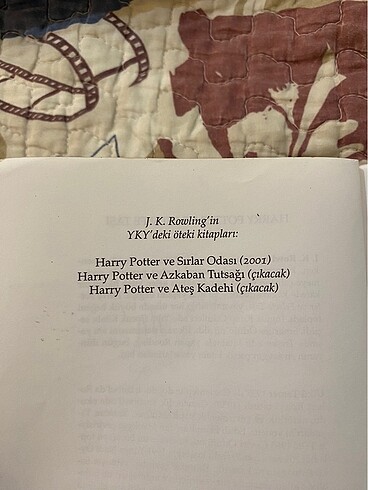 J. K. Rowling'in
YKY'deki öteki kitapları:
Harry Potter ve Sırlar Odası (2001)
Harry Potter ve Azkaban Tutsağı (çıkacak)
Harry Potter ve Ateş Kadehi (çıkacak)